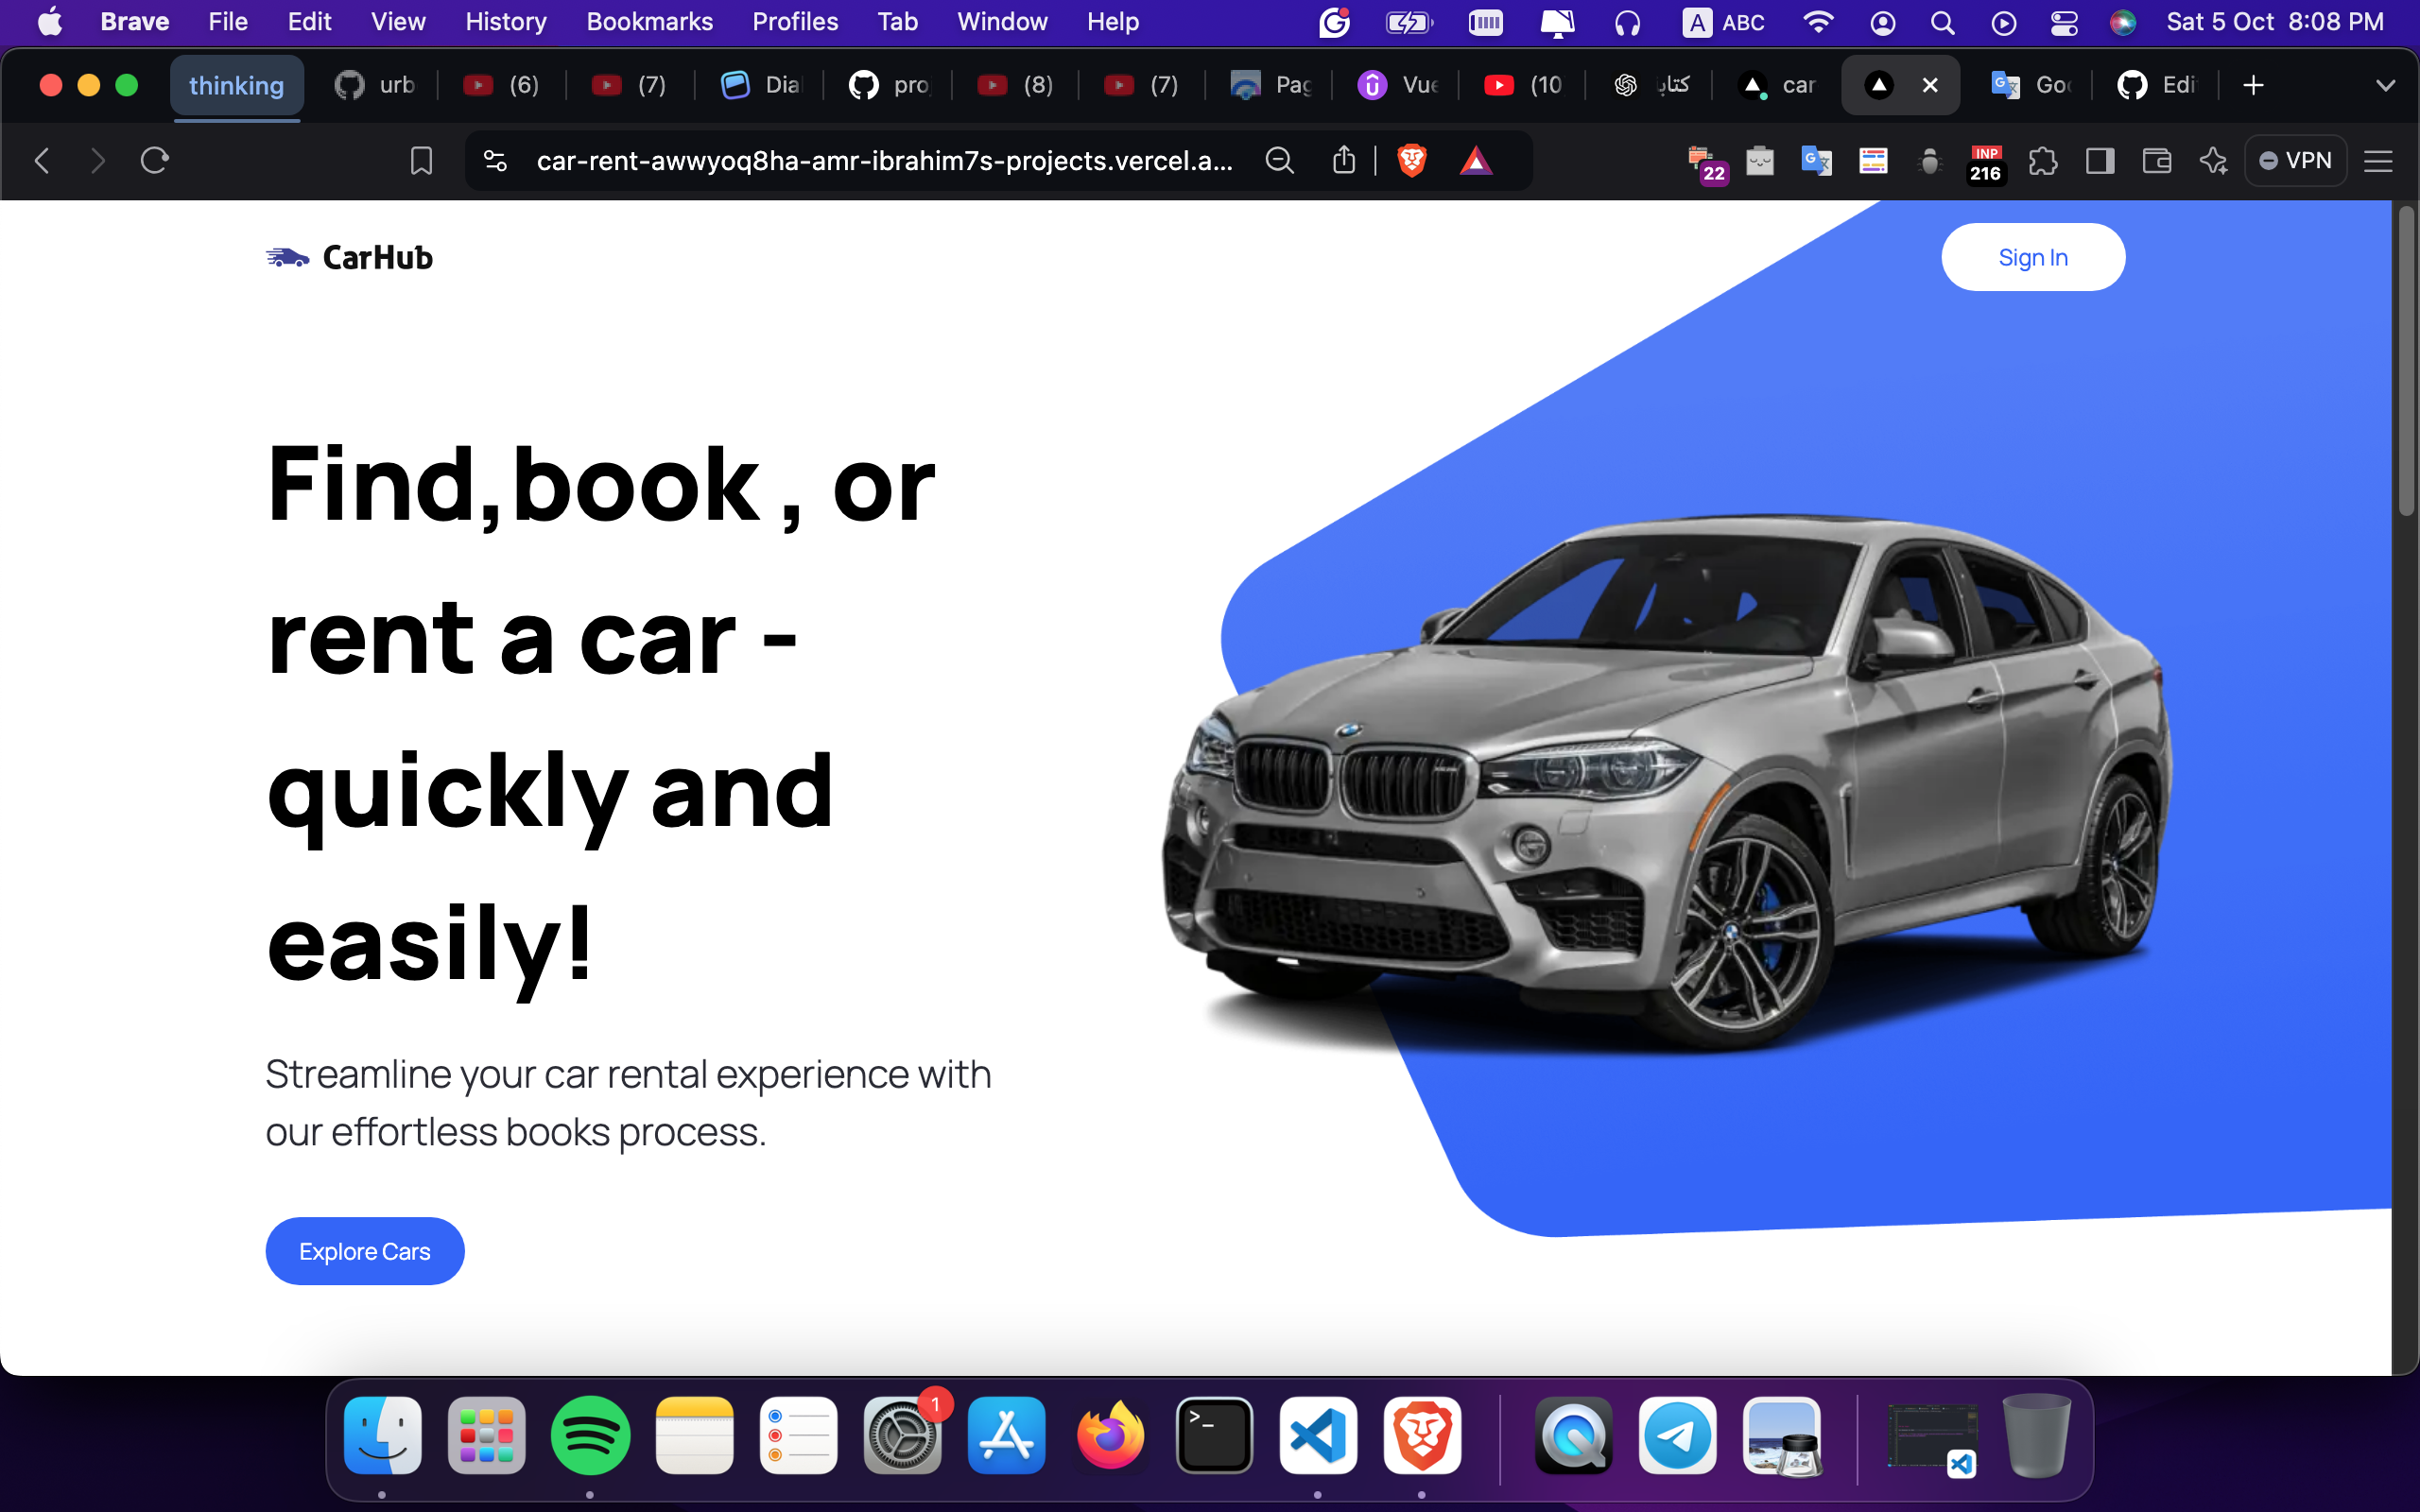 Brave File Edit View History Bookmarks Profiles Tab Window Help A ABC Sat 5 Oct 8:08 PM
thinking urb (6) (7) Dia pro (8) (7) Pag Vue (10 كتابة car Goo Edi
car-rent-awwyoq8ha-amr-ibrahim7s-projects.vercel.a... 22 INP 216 VPN
CarHub
Sign In
Find,book , or
rent a car -
quickly and
easily!
Streamline your car rental experience with
our effortless books process.
Explore Cars
1